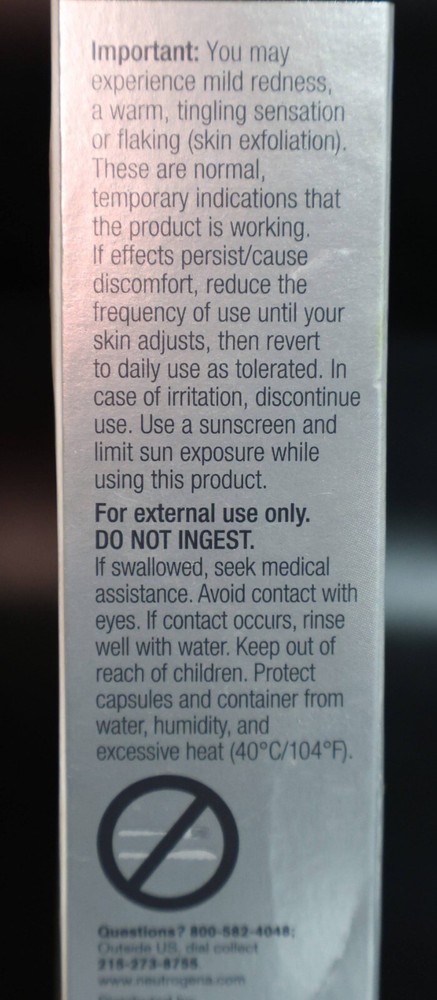 Important: You may
experience mild redness,
a warm, tingling sensation
or flaking (skin exfoliation).
These are normal,
temporary indications that
the product is working.
If effects persist/cause
discomfort, reduce the
frequency of use until your
skin adjusts, then revert
to daily use as tolerated. In
case of irritation, discontinue
use. Use a sunscreen and
limit sun exposure while
using this product.
For external use only.
DO NOT INGEST.
If swallowed, seek medical
assistance. Avoid contact with
eyes. If contact occurs, rinse
well with water. Keep out of
reach of children. Protect
capsules and container from
water, humidity, and
excessive heat (40°C/104°F).
Questions? 800-582-4048;
Outside US, dial collect
215-273-8755
www.neutrogena.com